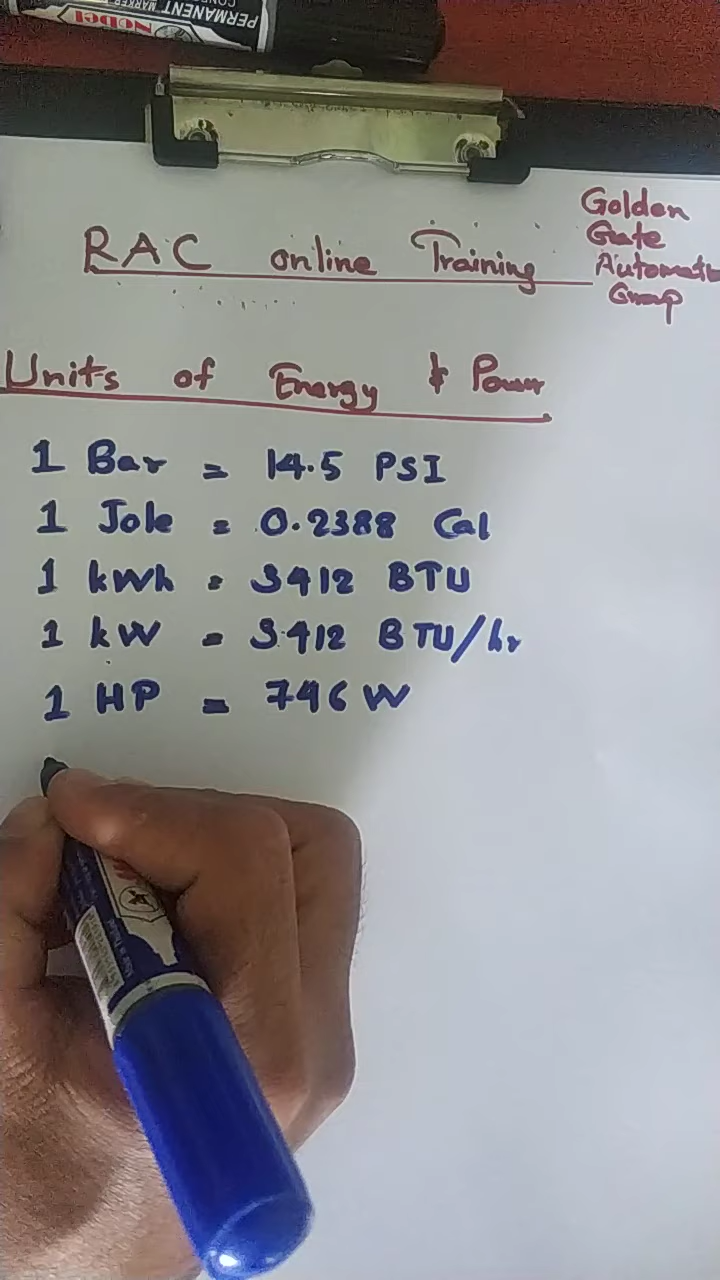 NOBEL
PERMANENT
MARKER
RAC online Training
Golden
Gate
Automatic
Group
Units of Energy & Power
1 Bar = 14.5 PSI
1 Jole = 0.2388 Cal
1 kWh = 3412 BTU
1 kW = 3412 BTU/hr
1 HP = 746 W